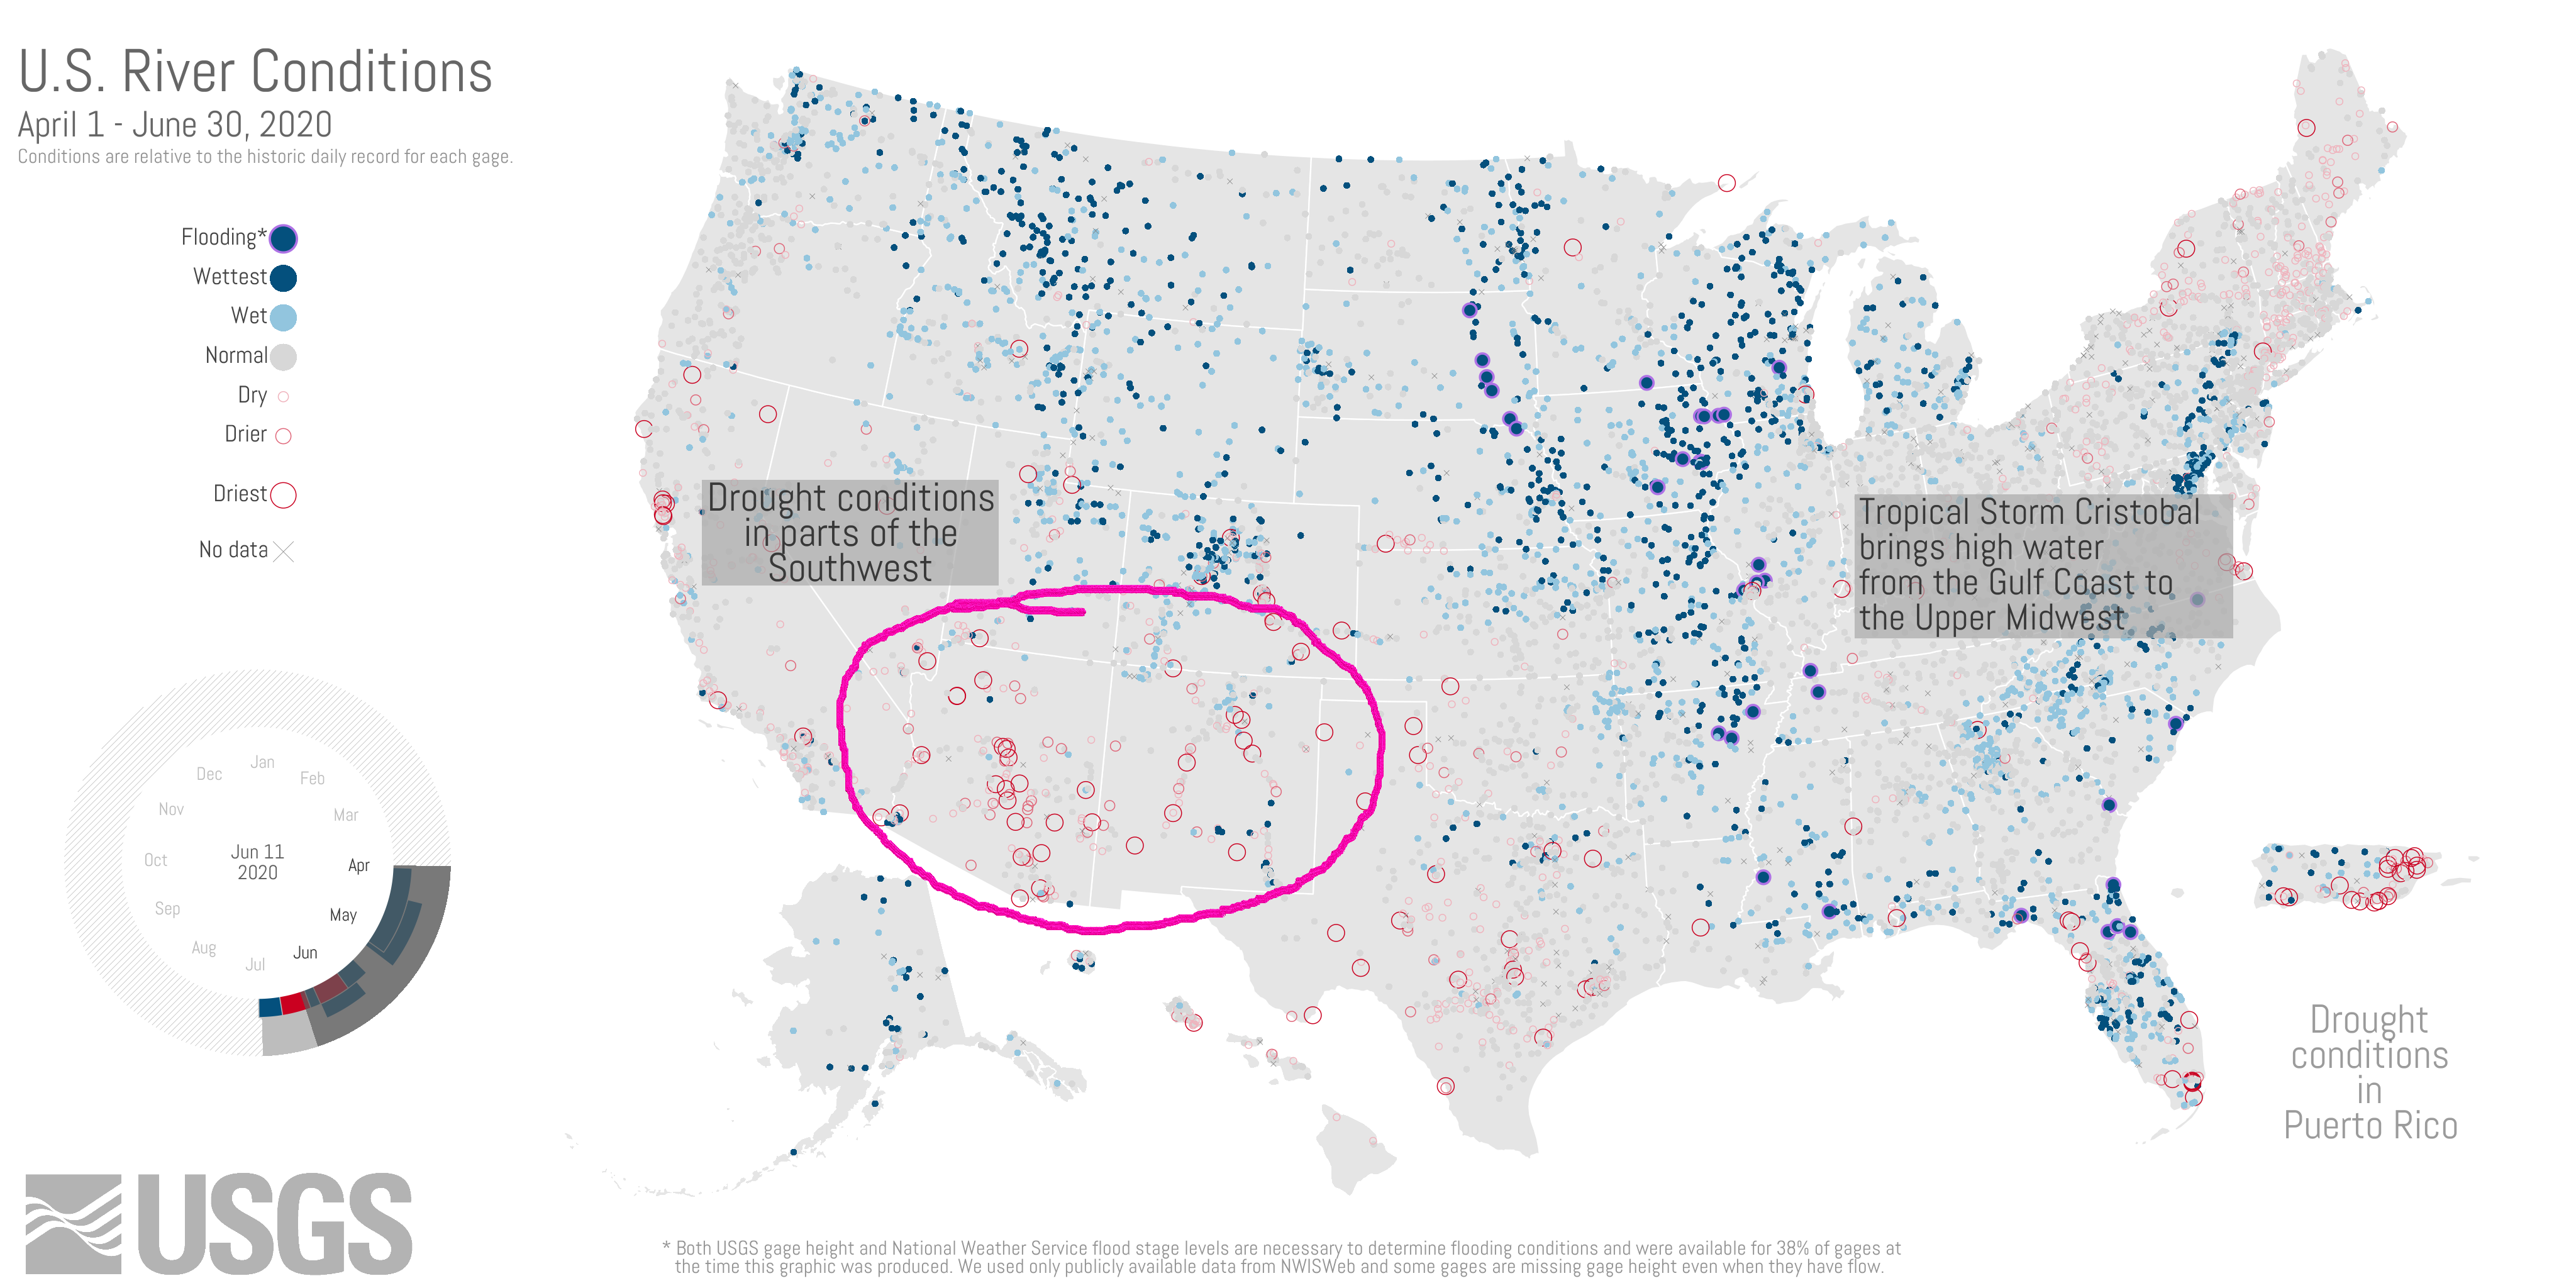 U.S. River Conditions
April 1 - June 30, 2020
Conditions are relative to the historic daily record for each gage.
Flooding*
Wettest
Wet
Normal
Dry
Drier
Driest
No data
Drought conditions
in parts of the
Southwest
Tropical Storm Cristobal
brings high water
from the Gulf Coast to
the Upper Midwest
Jan
Feb
Mar
Apr
May
Jun
Jul
Aug
Sep
Oct
Nov
Dec
Jun 11
2020
Drought
conditions
in
Puerto Rico
USGS
* Both USGS gage height and National Weather Service flood stage levels are necessary to determine flooding conditions and were available for 38% of gages at
the time this graphic was produced. We used only publicly available data from NWISWeb and some gages are missing gage height even when they have flow.